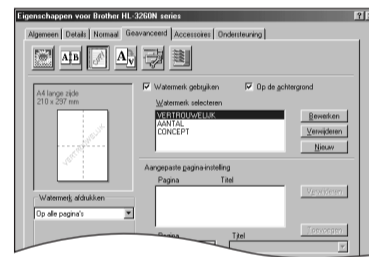 Eigenschappen voor Brother HL-3260N series
Algemeen Details Normaal Geavanceerd Accessoires Ondersteuning
A4 lange zijde
210 x 297 mm
VERTROUWELIJK
Watermerk afdrukken
Op alle pagina's
Watermerk gebruiken Op de achtergrond
Watermerk selecteren
VERTROUWELIJK
AANTAL
CONCEPT
Bewerken
Verwijderen
Nieuw
Aangepaste pagina-instelling
Pagina Titel
Verwijderen
Toevoegen
Pagina Titel